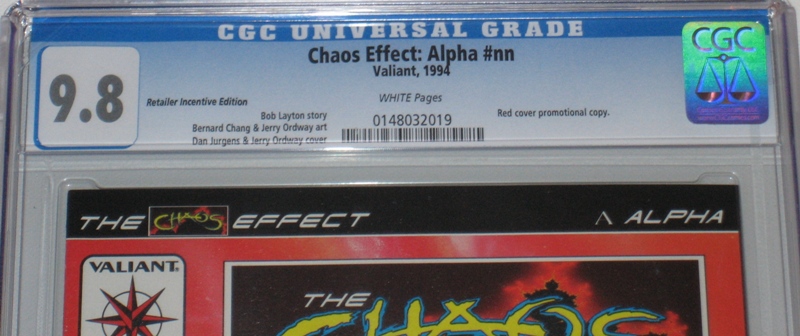 CGC UNIVERSAL GRADE
Chaos Effect: Alpha #nn
Valiant, 1994
9.8
Retailer Incentive Edition
WHITE Pages
Bob Layton story
Bernard Chang & Jerry Ordway art
Dan Jurgens & Jerry Ordway cover
0148032019
Red cover promotional copy.
CGC
THE CHAOS EFFECT
Λ ALPHA
VALIANT
THE
CHAOS